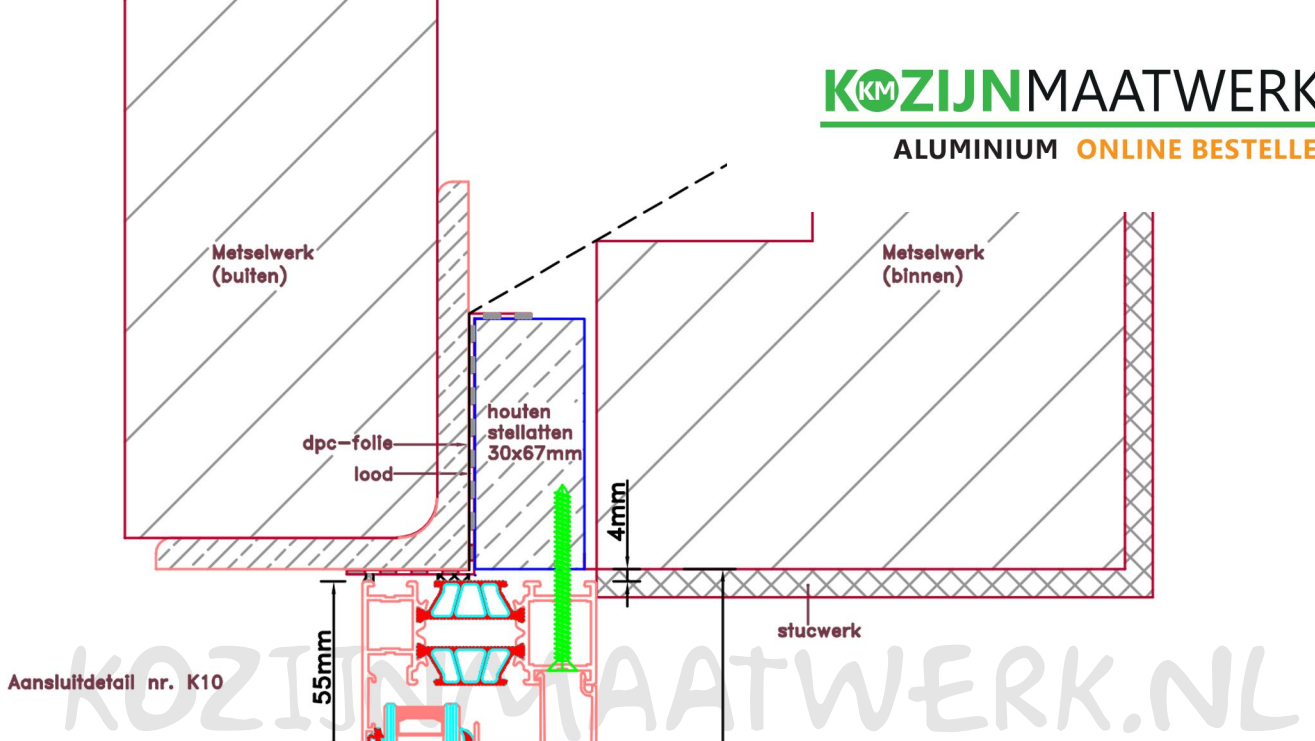 KOZIJNMAATWERK
KM
ALUMINIUM ONLINE BESTELLE
Metselwerk
(buiten)
Metselwerk
(binnen)
houten
stellatten
30x67mm
dpc-folie
lood
4mm
stucwerk
55mm
Aansluitdetail nr. K10
KOZIJNMAATWERK.NL